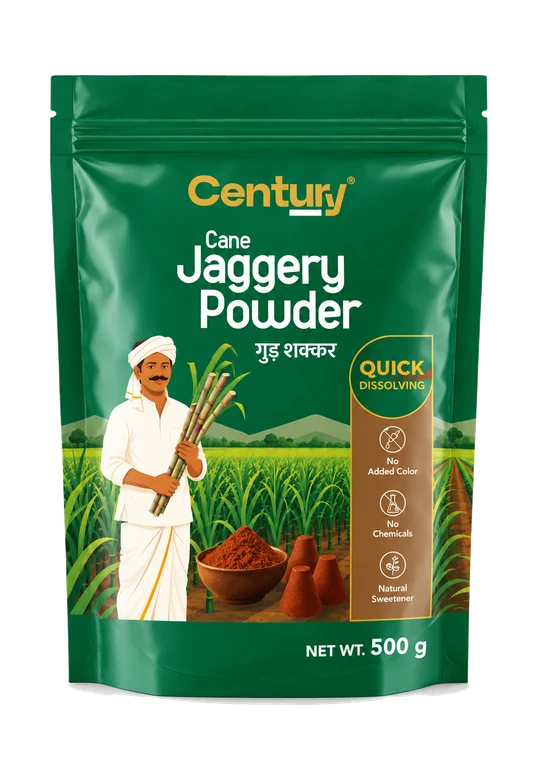 Century®
Cane
Jaggery
Powder
गुड़ शक्कर
QUICK
DISSOLVING
No
Added Color
No
Chemicals
Natural
Sweetener
NET WT. 500 g